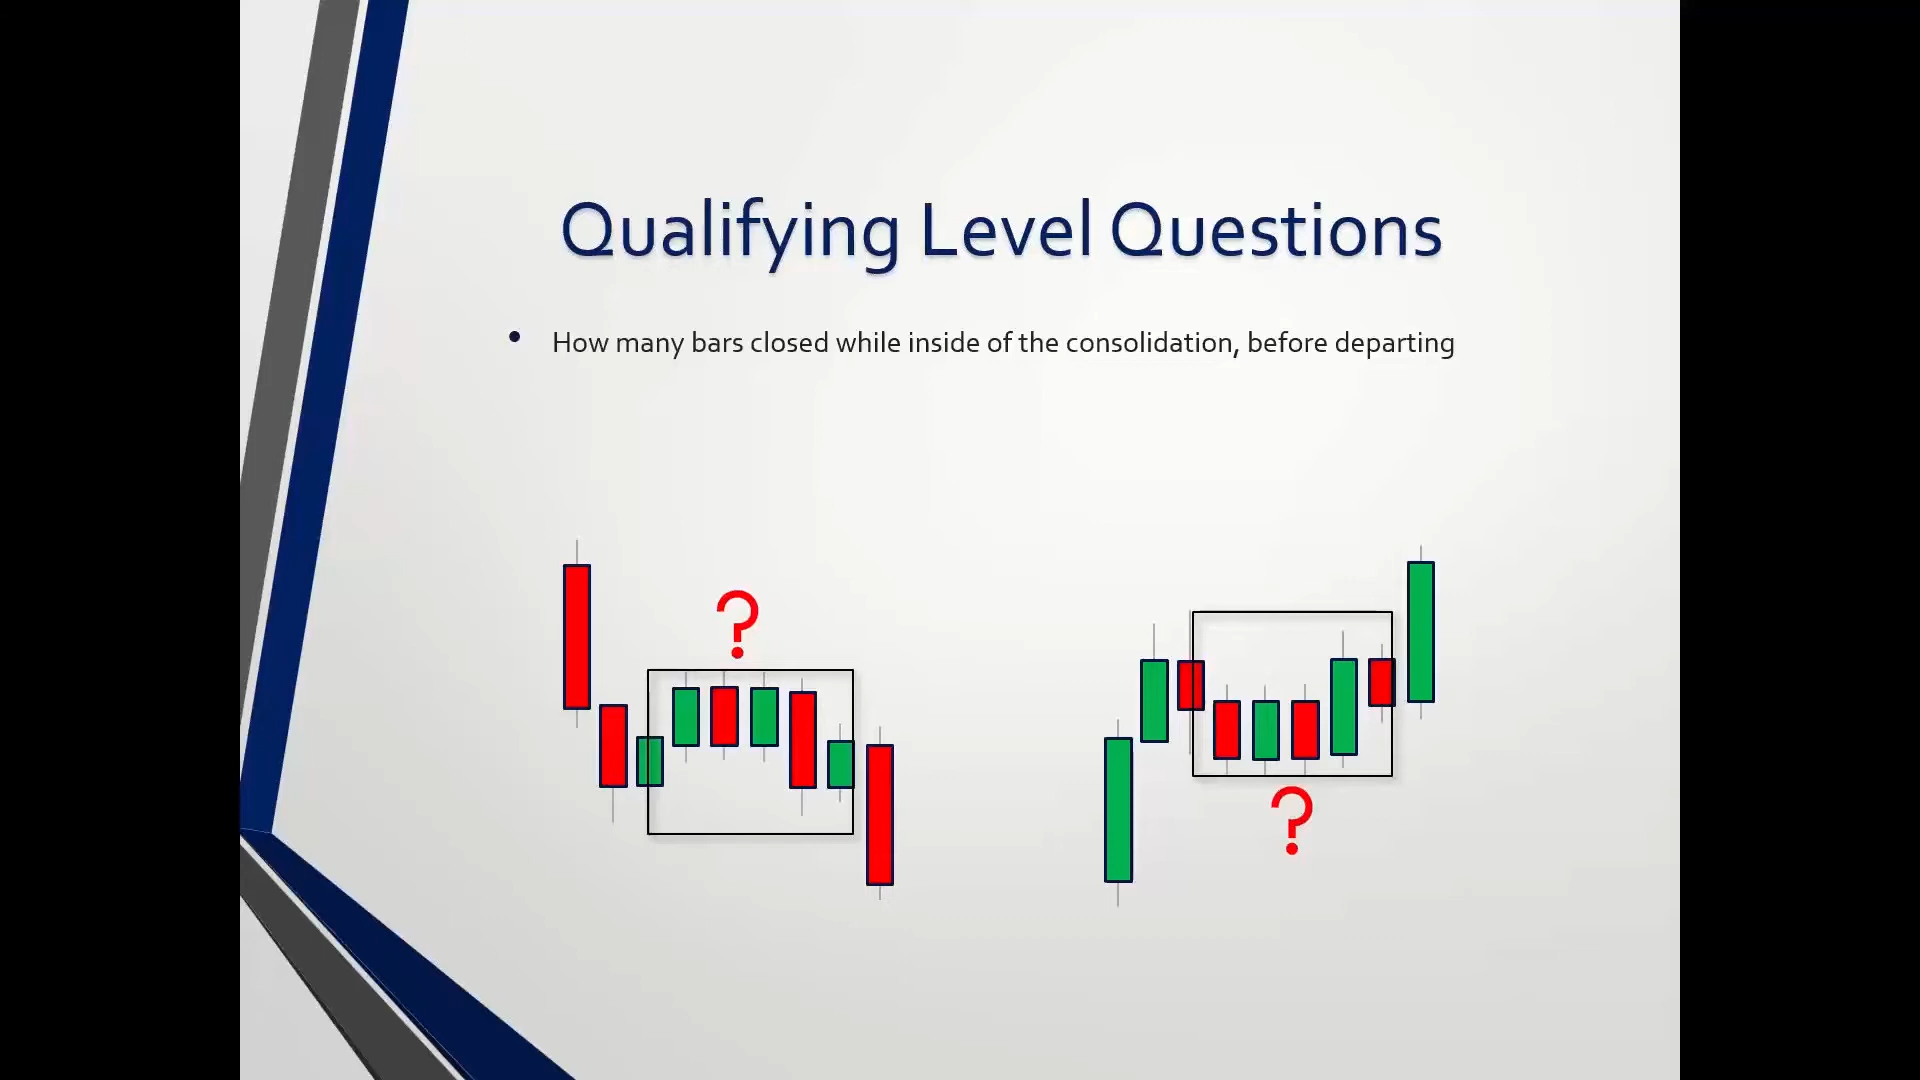 Qualifying Level Questions
• How many bars closed while inside of the consolidation, before departing
?
?